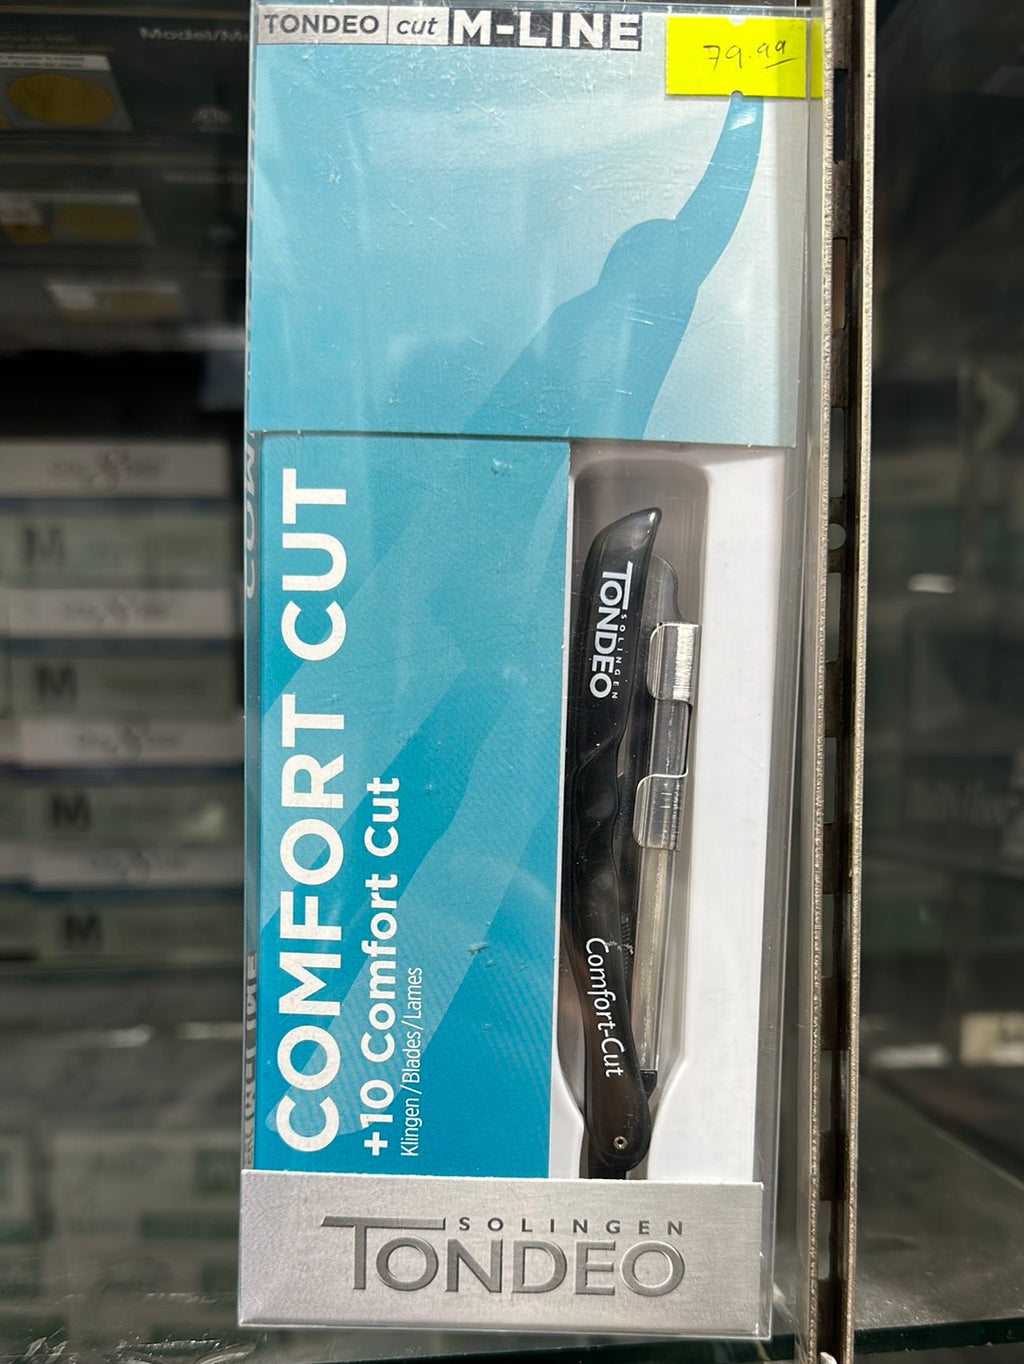 TONDEO cut M-LINE
79.99
COMFORT CUT
+10 Comfort Cut
Klingen / Blades / Lames
TONDEO
SOLINGEN
Comfort-Cut
SOLINGEN
TONDEO
M
M
M
M